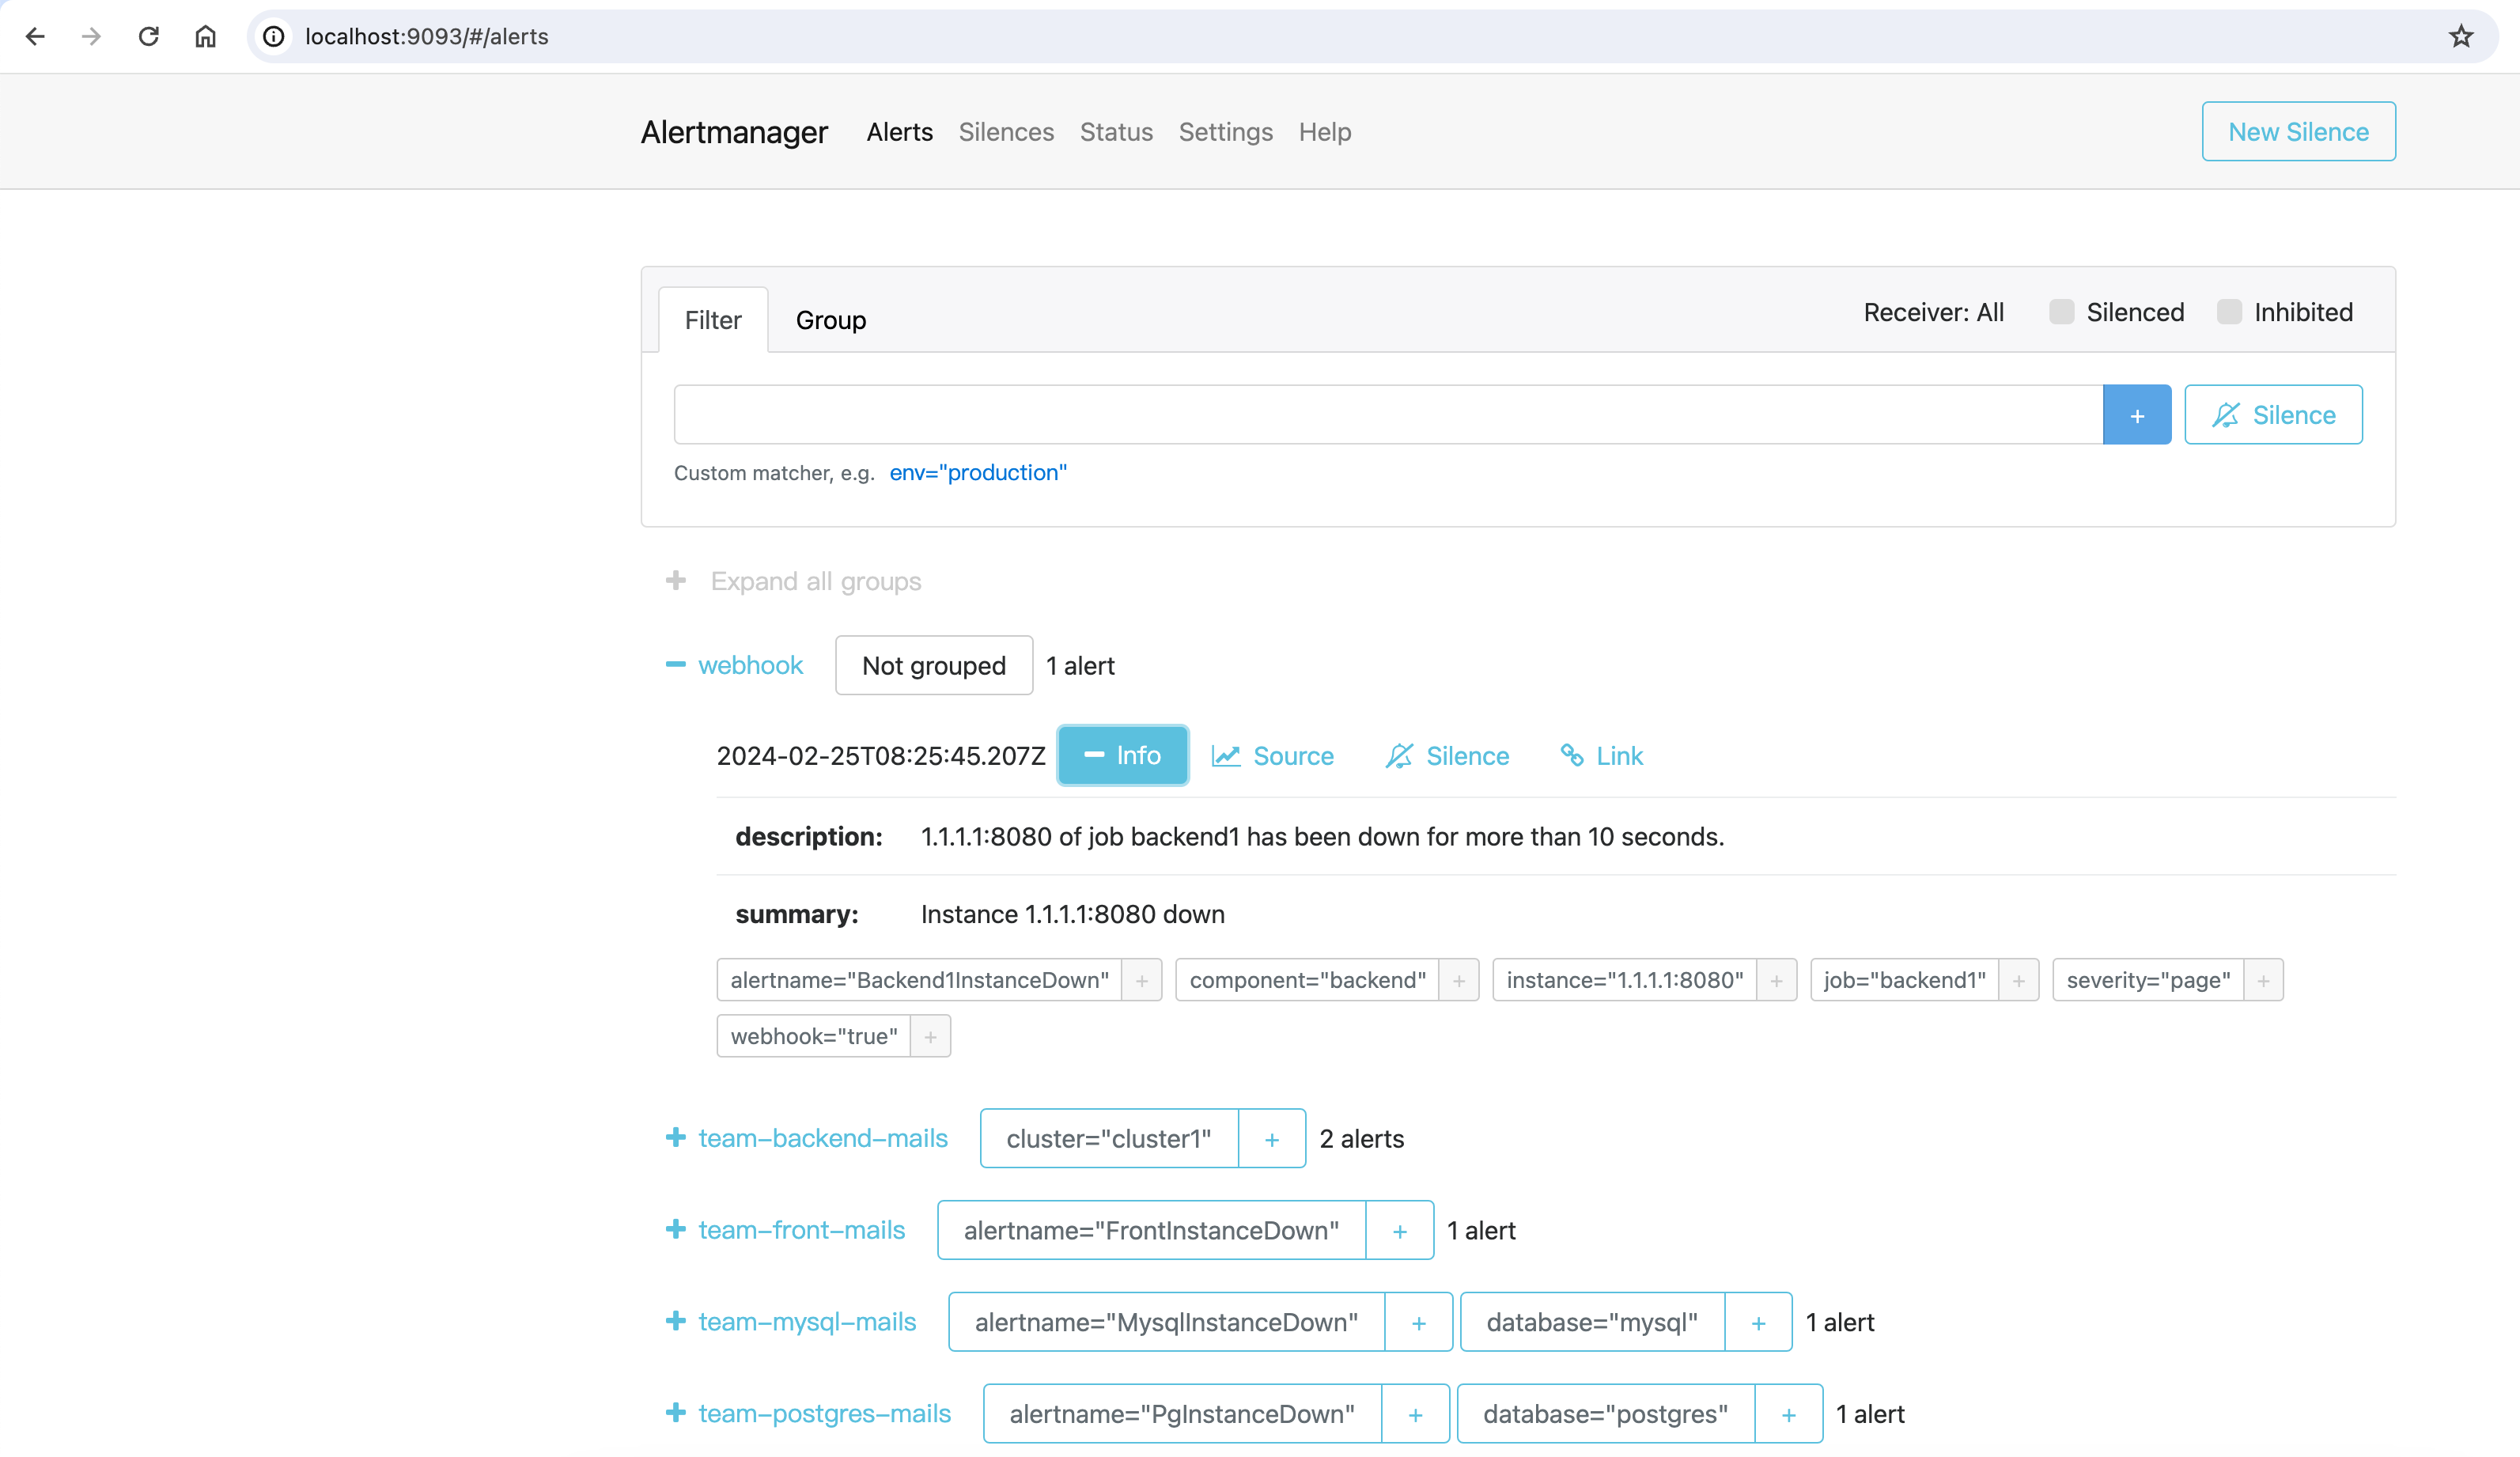 localhost:9093/#/alerts
Alertmanager Alerts Silences Status Settings Help New Silence
Filter Group Receiver: All Silenced Inhibited
+ Silence
Custom matcher, e.g. env="production"
+ Expand all groups
webhook Not grouped 1 alert
2024-02-25T08:25:45.207Z Info Source Silence Link
description: 1.1.1.1:8080 of job backend1 has been down for more than 10 seconds.
summary: Instance 1.1.1.1:8080 down
alertname="Backend1InstanceDown" + component="backend" + instance="1.1.1.1:8080" + job="backend1" + severity="page" +
webhook="true" +
+ team-backend-mails cluster="cluster1" + 2 alerts
+ team-front-mails alertname="FrontInstanceDown" + 1 alert
+ team-mysql-mails alertname="MysqlInstanceDown" + database="mysql" + 1 alert
+ team-postgres-mails alertname="PgInstanceDown" + database="postgres" + 1 alert